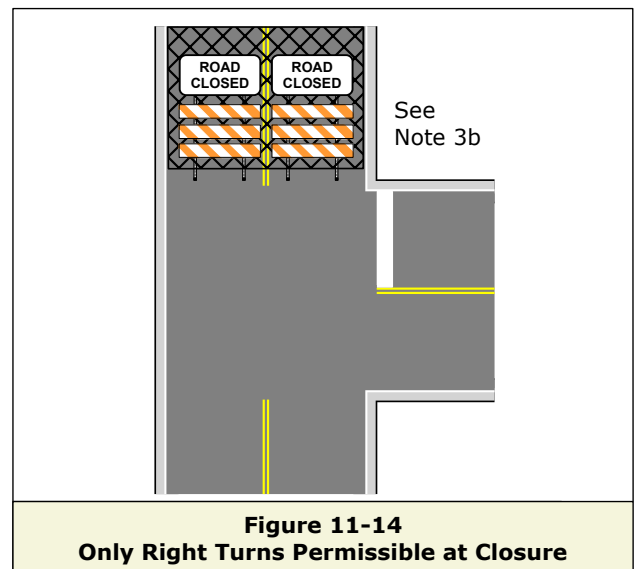 ROAD
CLOSED
ROAD
CLOSED
See
Note 3b
Figure 11-14
Only Right Turns Permissible at Closure